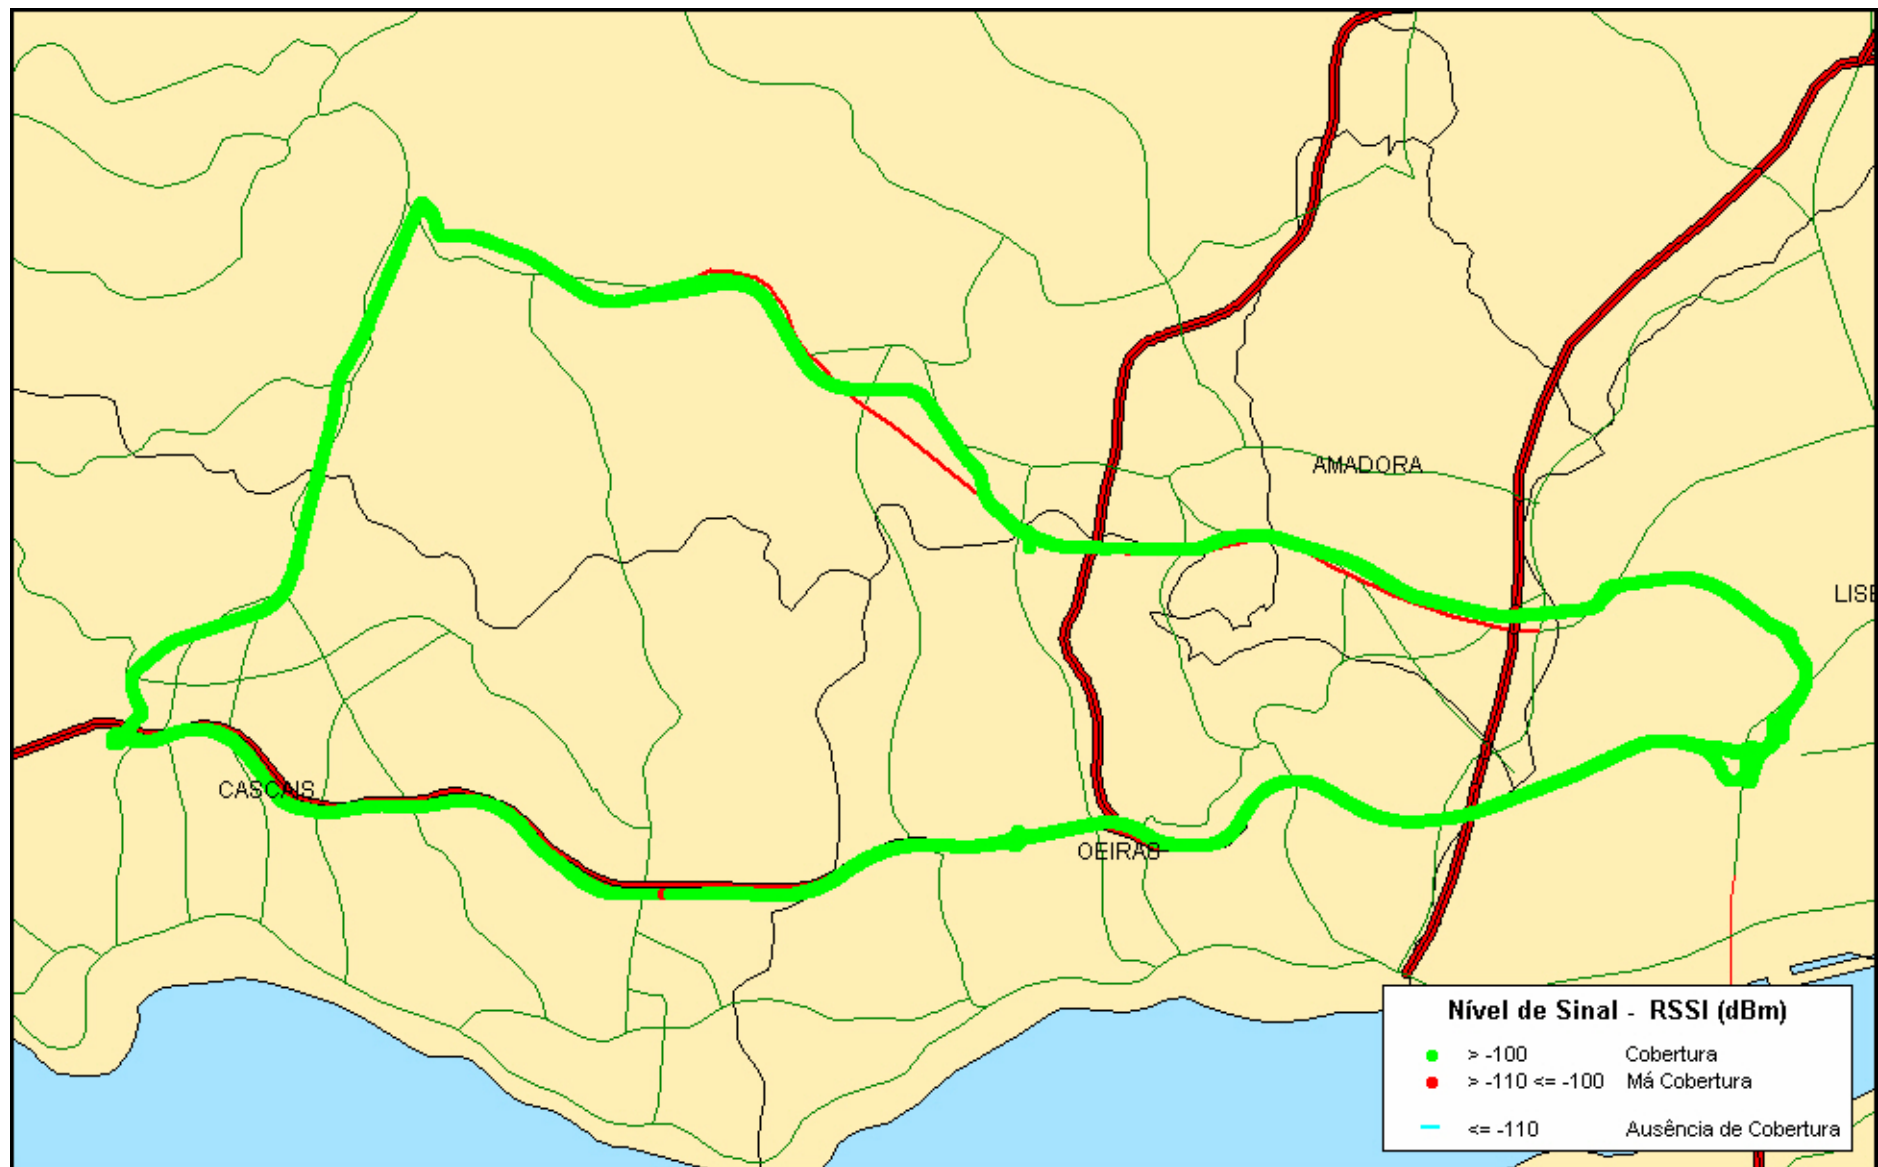 AMADORA
LISE
CASCAIS
OEIRAS
Nível de Sinal - RSSI (dBm)
> -100 Cobertura
> -110 <= -100 Má Cobertura
<= -110 Ausência de Cobertura